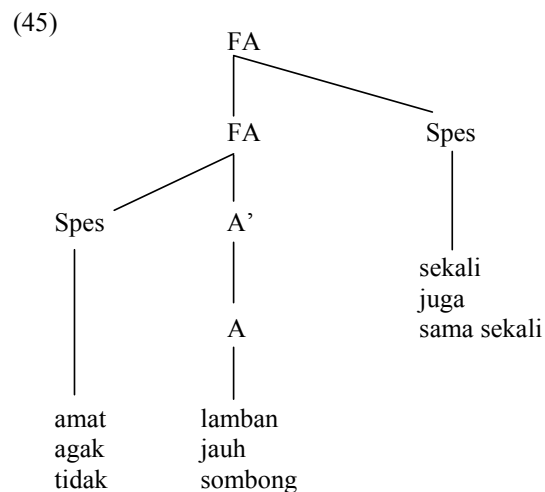 (45)
FA
FA Spes
Spes A’
sekali
juga
A sama sekali
amat lamban
agak jauh
tidak sombong